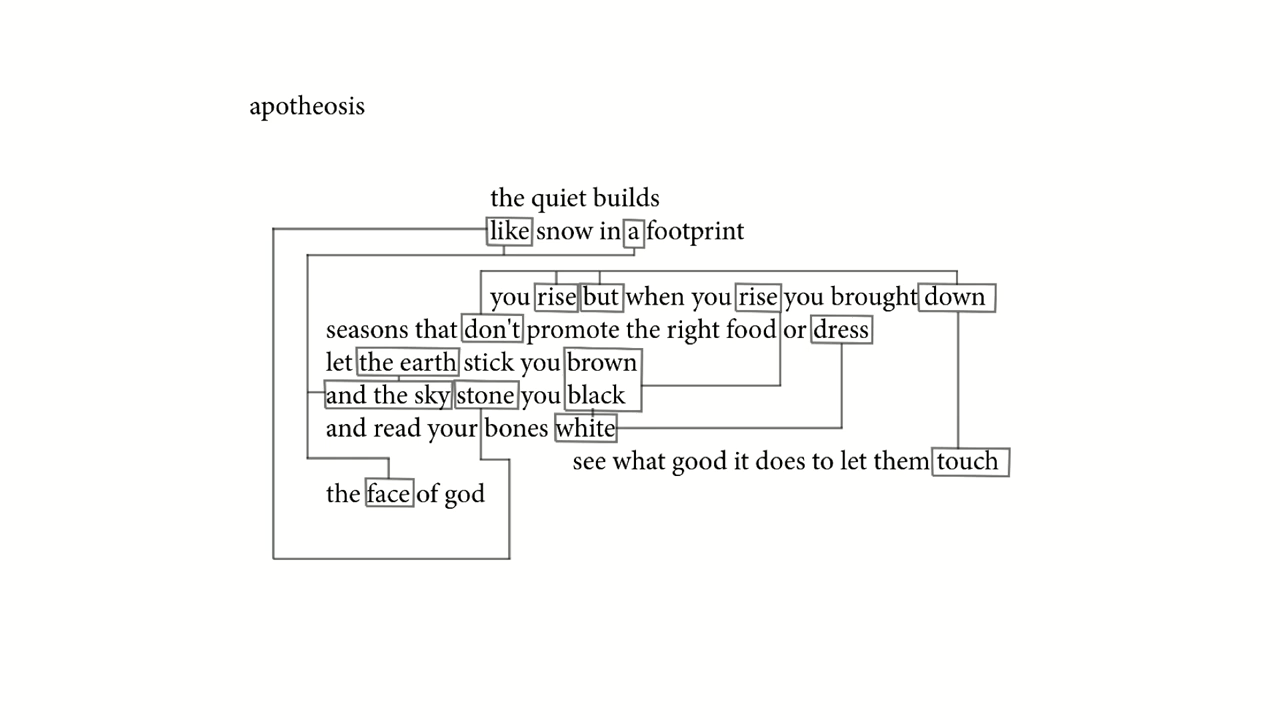 apotheosis
the quiet builds
like snow in a footprint
you rise but when you rise you brought down
seasons that don't promote the right food or dress
let the earth stick you brown
and the sky stone you black
and read your bones white
see what good it does to let them touch
the face of god